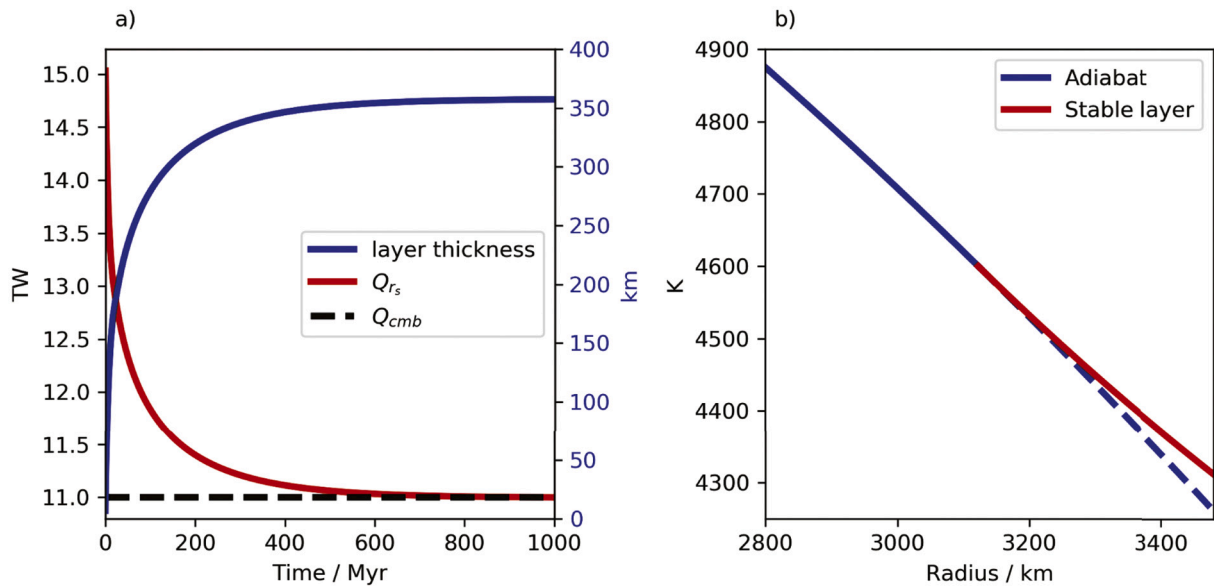 a)
15.0
14.5
14.0
13.5
13.0
12.5
12.0
11.5
11.0
TW
400
350
300
250
200
150
100
50
0
km
layer thickness
Q_{r_s}
Q_{cmb}
0 200 400 600 800 1000
Time / Myr
b)
4900
4800
4700
4600
4500
4400
4300
K
Adiabat
Stable layer
2800 3000 3200 3400
Radius / km